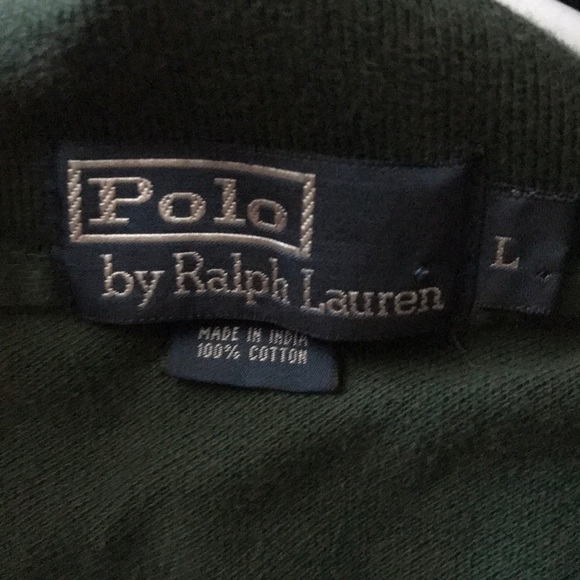 Polo
by Ralph Lauren
L
MADE IN INDIA
100% COTTON